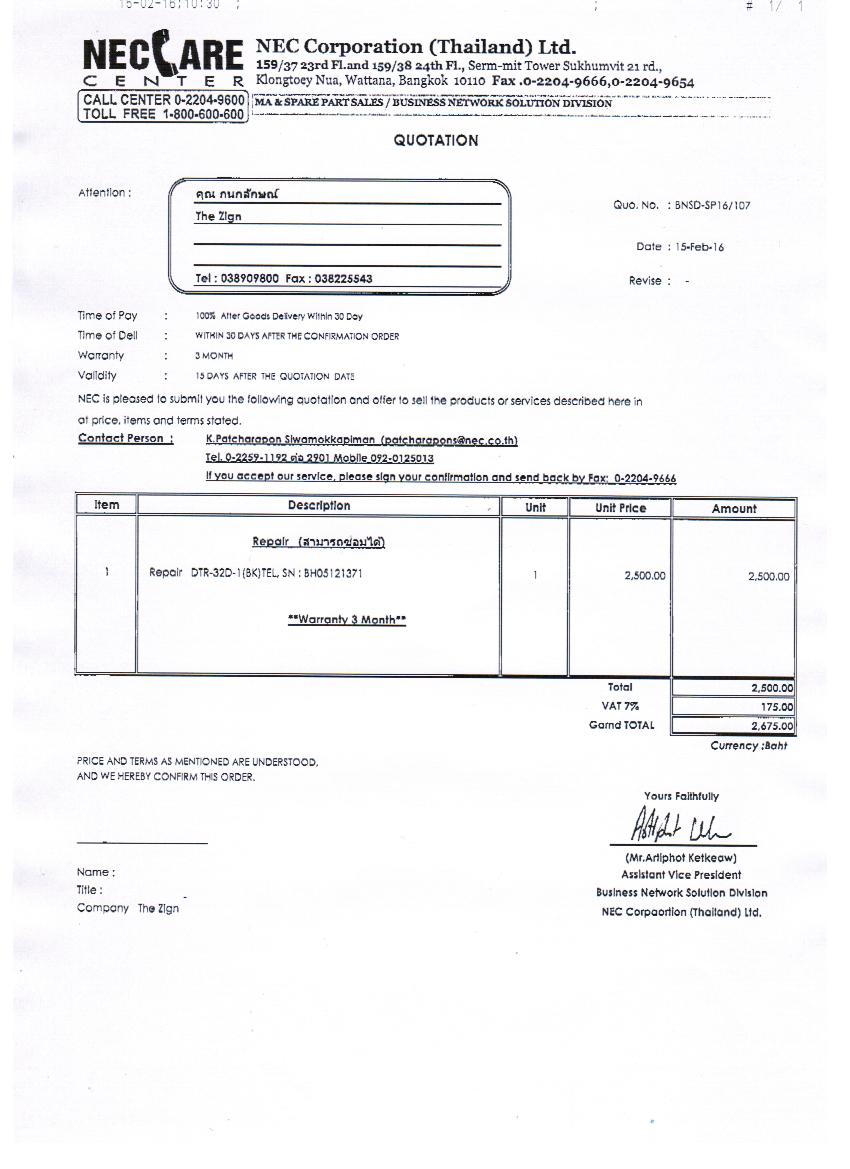 15-02-16;10:30 ; ; # 1/ 1
NEC CARE
CENTER
CALL CENTER 0-2204-9600
TOLL FREE 1-800-600-600
NEC Corporation (Thailand) Ltd.
159/37 23rd Fl.and 159/38 24th Fl., Serm-mit Tower Sukhumvit 21 rd.,
Klongtoey Nua, Wattana, Bangkok 10110 Fax .0-2204-9666,0-2204-9654
MA & SPARE PART SALES / BUSINESS NETWORK SOLUTION DIVISION
QUOTATION
Attention :
คุณ กนกลักษณ์
The Zign
Tel : 038909800 Fax : 038225543
Quo. No. : BNSD-SP16/107
Date : 15-Feb-16
Revise : -
Time of Pay : 100% After Goods Delivery Within 30 Day
Time of Deli : WITHIN 30 DAYS AFTER THE CONFIRMATION ORDER
Warranty : 3 MONTH
Validity : 15 DAYS AFTER THE QUOTATION DATE
NEC is pleased to submit you the following quotation and offer to sell the products or services described here in
at price, items and terms stated.
Contact Person : K.Patcharapon Siwamokkapiman (patcharapons@nec.co.th)
Tel. 0-2259-1192 ต่อ 2901 Mobile 092-0125013
If you accept our service, please sign your confirmation and send back by Fax: 0-2204-9666
Item Description Unit Unit Price Amount
Repair (สามารถซ่อมได้)
1 Repair DTR-32D-1(BK)TEL, SN : BH05121371 1 2,500.00 2,500.00
**Warranty 3 Month**
Total 2,500.00
VAT 7% 175.00
Garnd TOTAL 2,675.00
Currency :Baht
PRICE AND TERMS AS MENTIONED ARE UNDERSTOOD,
AND WE HEREBY CONFIRM THIS ORDER.
Yours Faithfully
(Mr.Artiphot Ketkeaw)
Assistant Vice President
Business Network Solution Division
NEC Corpaortion (Thailand) Ltd.
Name :
Title :
Company The Zign